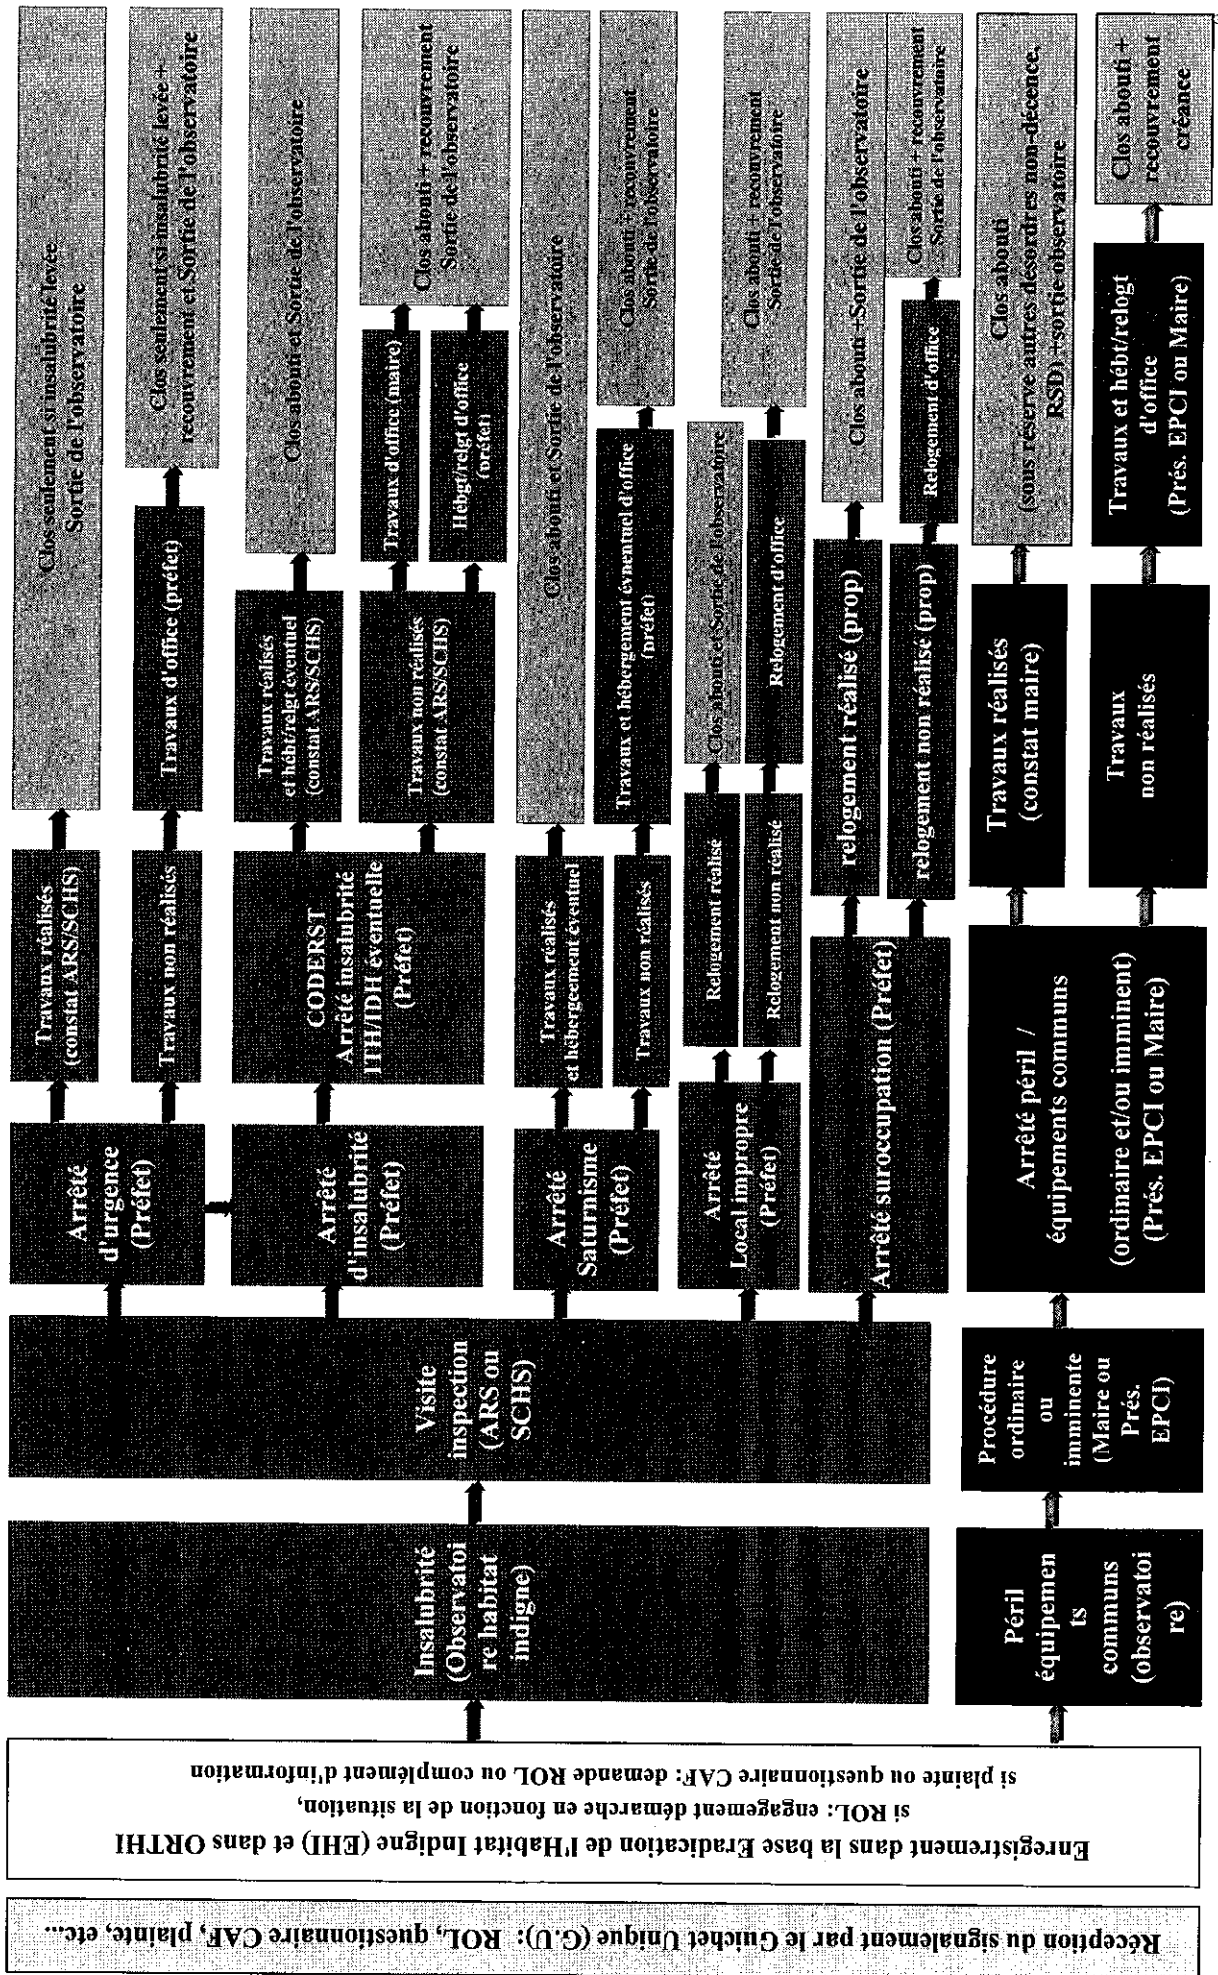 Réception du signalement par le Guichet Unique (G.U): ROL, questionnaire CAF, plainte, etc...
Enregistrement dans la base Eradication de l'Habitat Indigne (EHI) et dans ORTHI
si ROL: engagement démarche en fonction de la situation,
si plainte ou questionnaire CAF: demande ROL ou complément d'information
Insalubrité
(Observatoi
re habitat
indigne)
Visite
inspection
(ARS ou
SCHS)
Arrêté
d'urgence
(Préfet)
Travaux réalisés
(constat ARS/SCHS)
Clos seulement si insalubrité levée
Sortie de l'observatoire
Travaux non réalisés
Travaux d'office (préfet)
Clos seulement si insalubrité levée +
recouvrement et Sortie de l'observatoire
Arrêté
d'insalubrité
(Préfet)
CODERST
Arrêté insalubrité
ITH/IDH eventuelle
(Préfet)
Travaux réalisés
et hébt/relgt éventuel
(constat ARS/SCHS)
Clos abouti et Sortie de l'observatoire
Travaux non réalisés
(constat ARS/SCHS)
Travaux d'office (maire)
Hébgt/relgt d'office
(préfet)
Clos abouti + recouvrement
Sortie de l'observatoire
Arrêté
Saturnisme
(Préfet)
Travaux réalisés
et hébergement éventuel
Clos abouti et Sortie de l'observatoire
Travaux non réalisés
Travaux et hébergement évnentuel d'office
(préfet)
Clos abouti + recouvrement
Sortie de l'observatoire
Arrêté
Local impropre
(Préfet)
Relogement réalisé
Clos abouti et Sortie de l'observatoire
Relogement non réalisé
Relogement d'office
Clos abouti + recouvrement
Sortie de l'observatoire
Arrêté suroccupation (Préfet)
relogement réalisé (prop)
Clos abouti +Sortie de l'observatoire
relogement non réalisé (prop)
Relogement d'office
Clos abouti + recouvrement
Sortie de l'observatoire
Péril
équipemen
ts
communs
(observatoi
re)
Procédure
ordinaire
ou
imminente
(Maire ou
Prés.
EPCI)
Arrêté péril /
équipements communs
(ordinaire et/ou imminent)
(Prés. EPCI ou Maire)
Travaux réalisés
(constat maire)
Clos abouti
(sous réserve autres désordres non-décence,
RSD) +sortie observatoire
Travaux
non réalisés
Travaux et hébt/relogt
d'office
(Prés. EPCI ou Maire)
Clos abouti +
recouvrement
créance